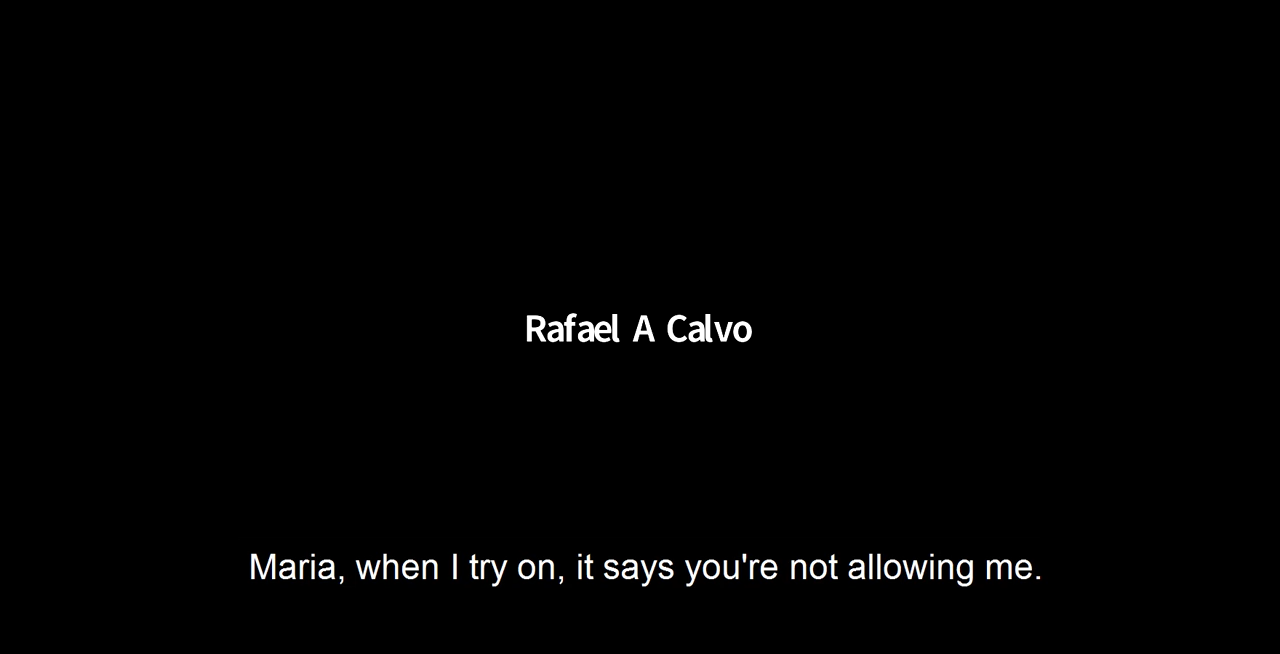 Rafael A Calvo
Maria, when I try on, it says you're not allowing me.